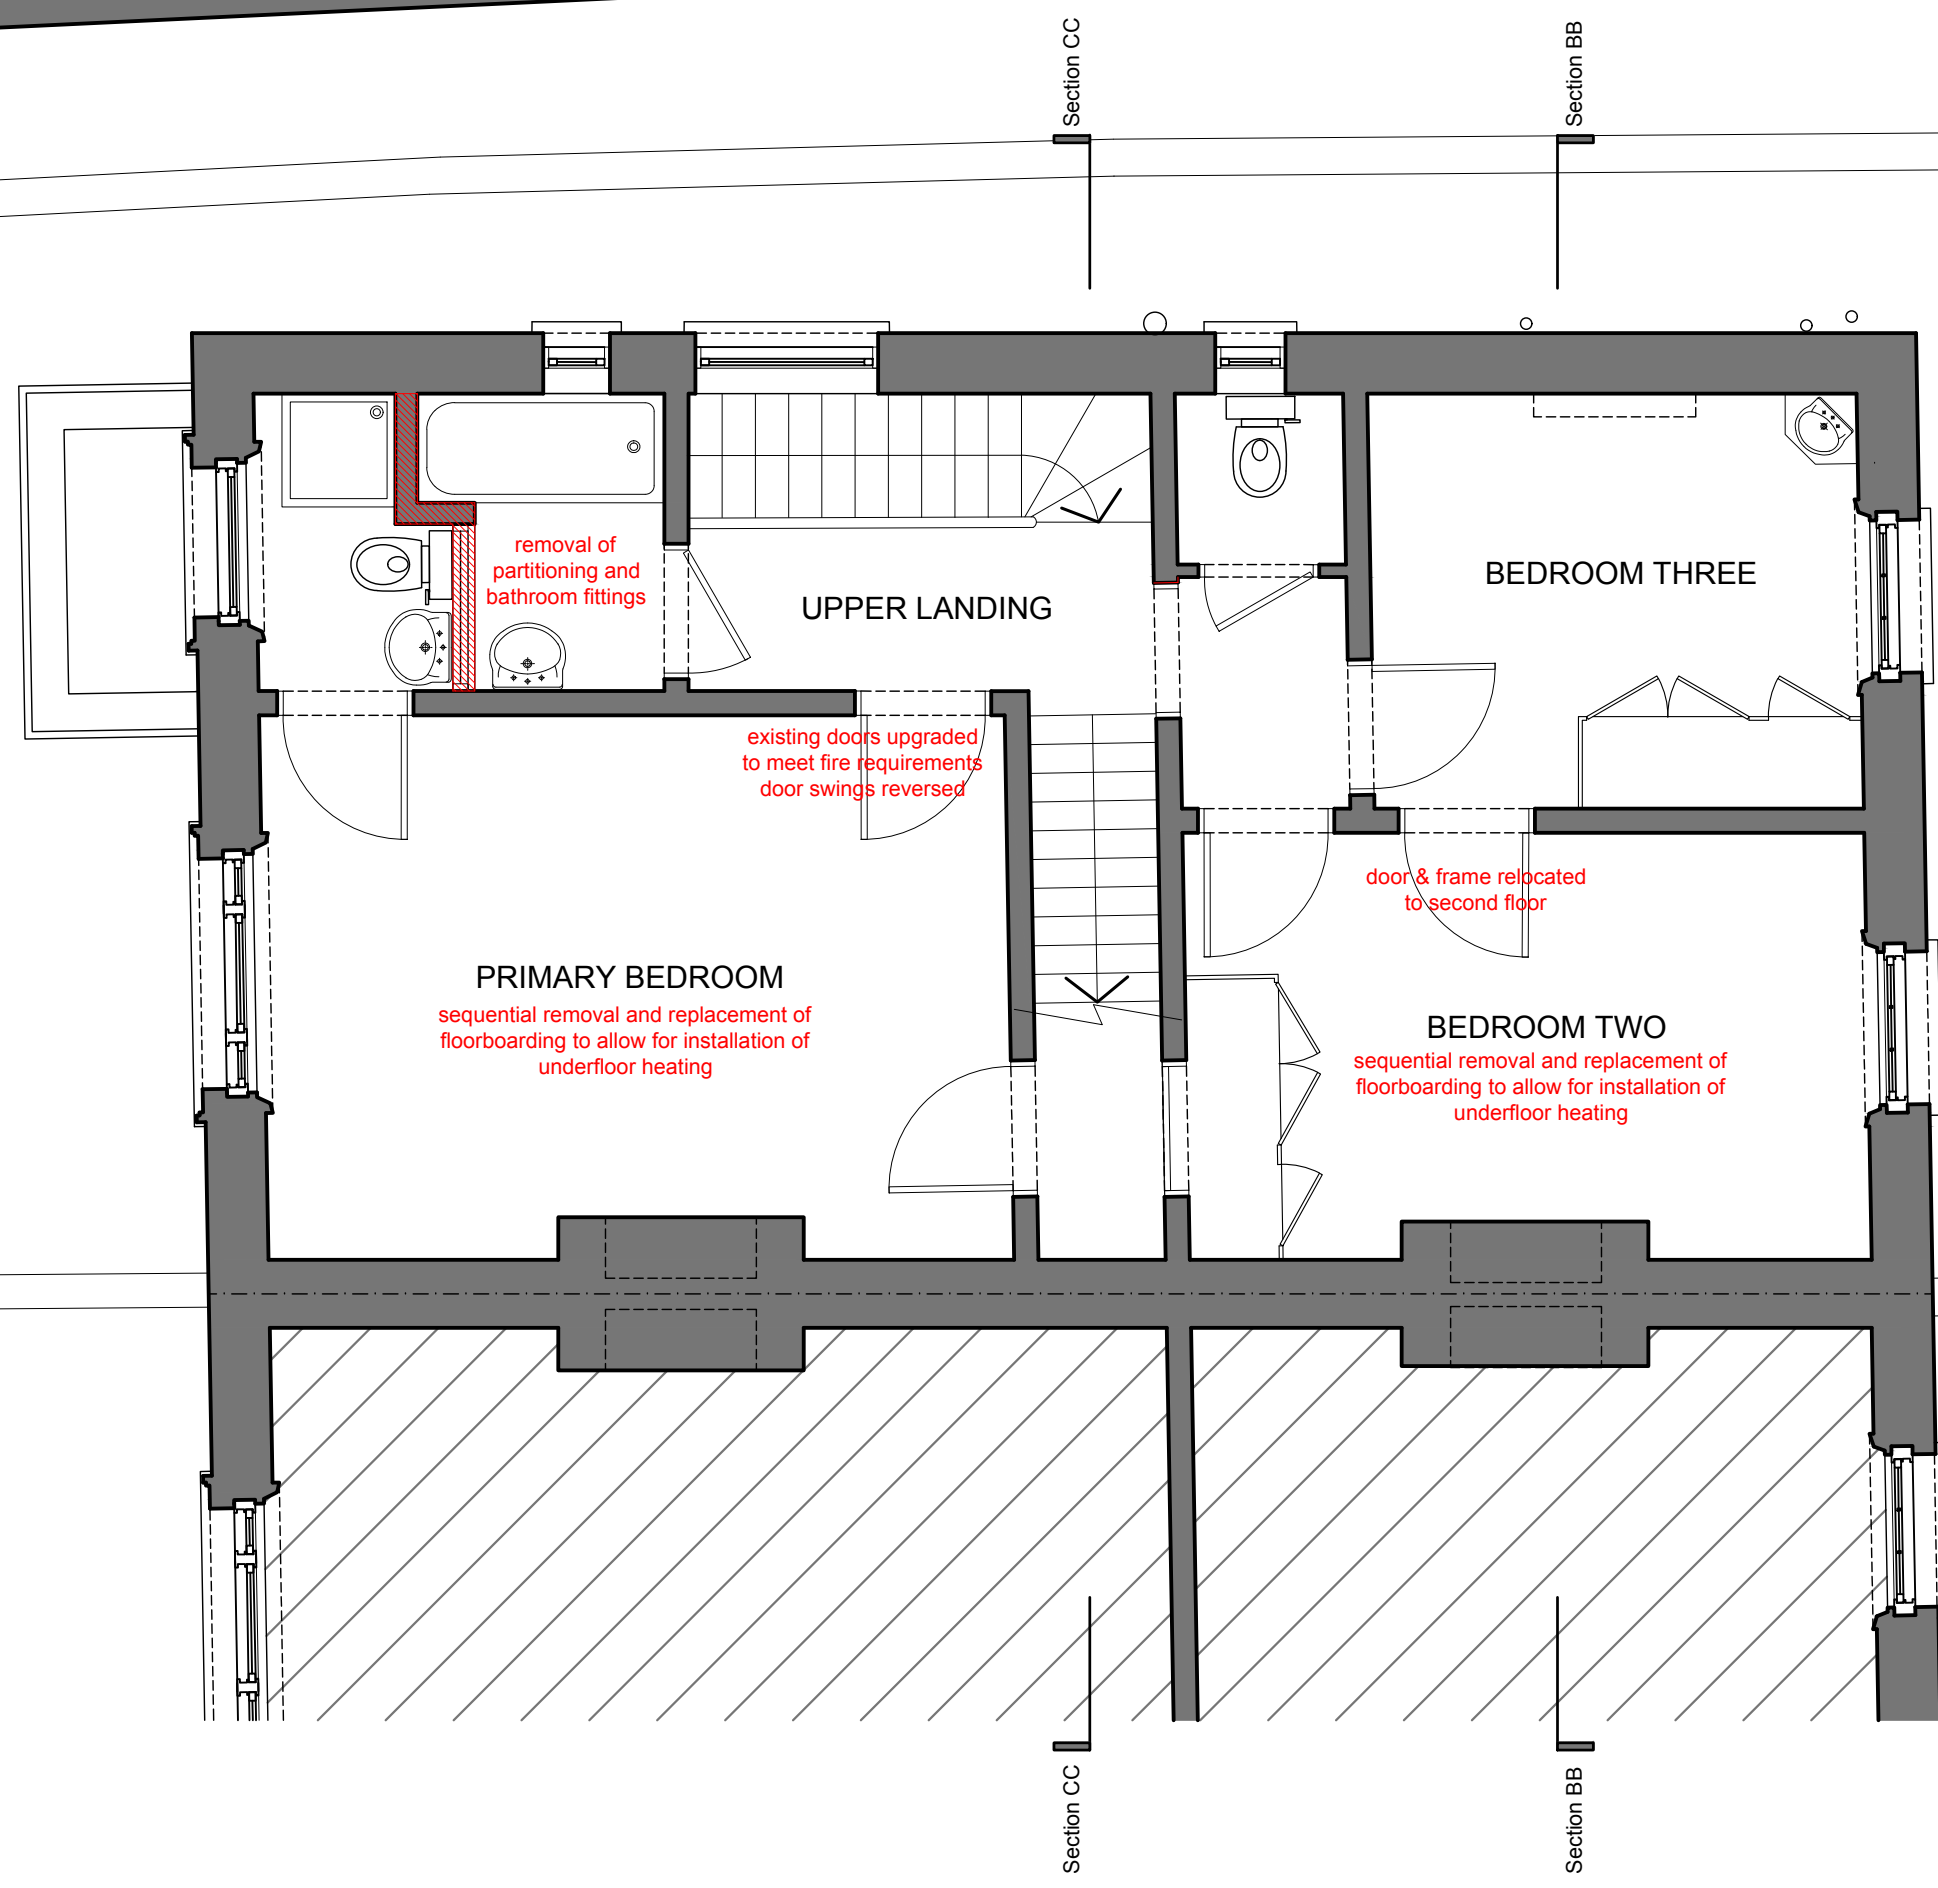 Section CC
Section BB
removal of
partitioning and
bathroom fittings
UPPER LANDING
BEDROOM THREE
existing doors upgraded
to meet fire requirements
door swings reversed
door & frame relocated
to second floor
PRIMARY BEDROOM
sequential removal and replacement of
floorboarding to allow for installation of
underfloor heating
BEDROOM TWO
sequential removal and replacement of
floorboarding to allow for installation of
underfloor heating
Section CC
Section BB